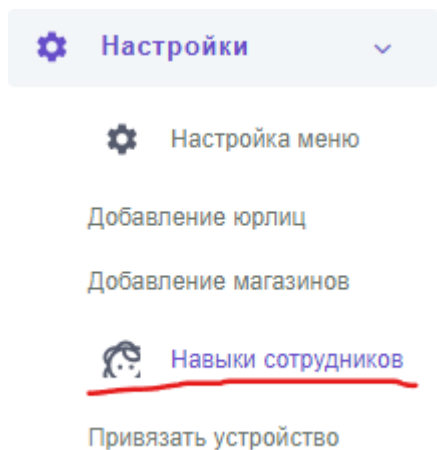 Настройки
Настройка меню
Добавление юрлиц
Добавление магазинов
Навыки сотрудников
Привязать устройство